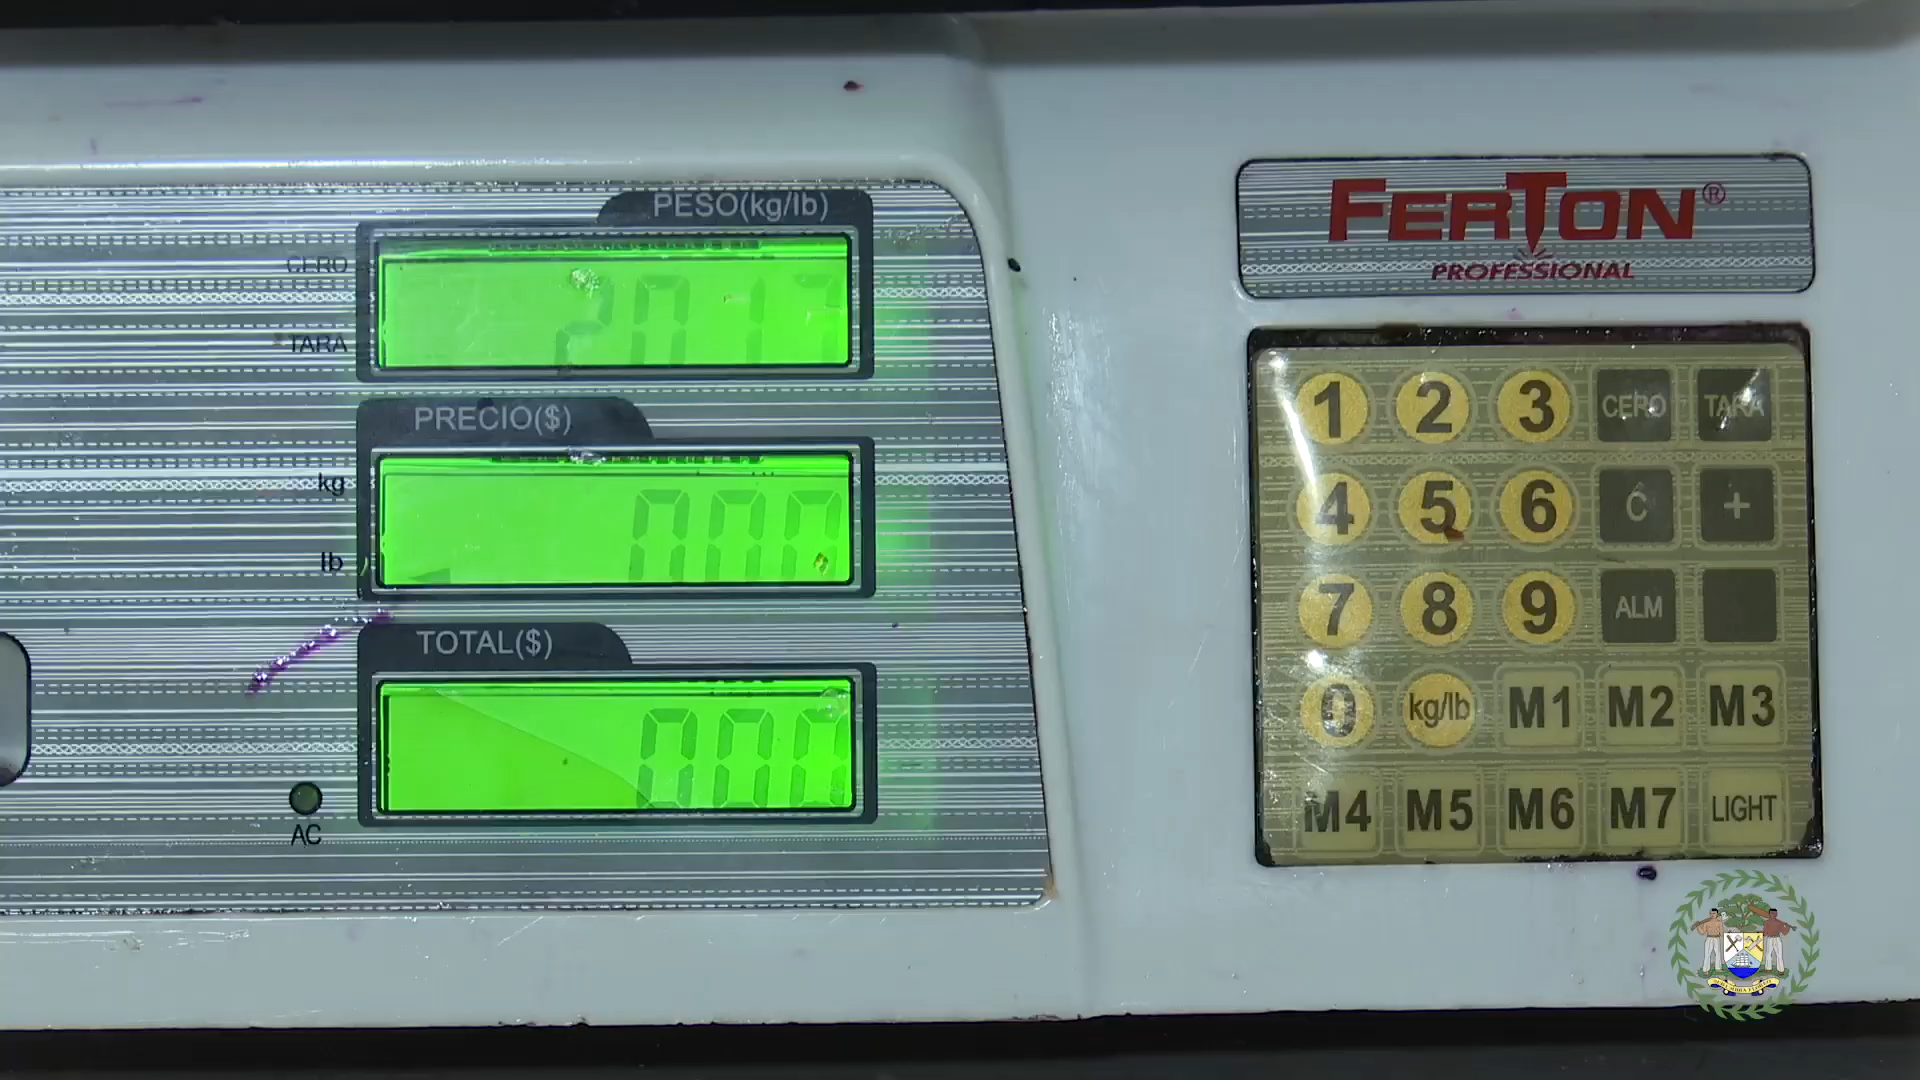 PESO(kg/lb)
CERO
TARA
PRECIO($)
kg
000
lb
TOTAL($)
000
AC
FERTON®
PROFESSIONAL
1 2 3 CERO TARA
4 5 6 C +
7 8 9 ALM
0 kg/lb M1 M2 M3
M4 M5 M6 M7 LIGHT